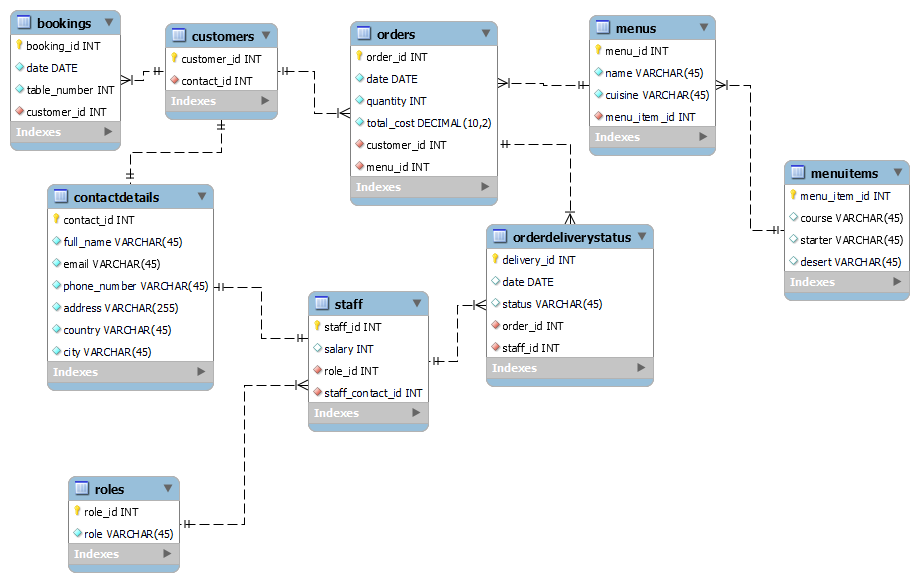 bookings
booking_id INT
date DATE
table_number INT
customer_id INT
Indexes
customers
customer_id INT
contact_id INT
Indexes
orders
order_id INT
date DATE
quantity INT
total_cost DECIMAL(10,2)
customer_id INT
menu_id INT
Indexes
menus
menu_id INT
name VARCHAR(45)
cuisine VARCHAR(45)
menu_item_id INT
Indexes
menuitems
menu_item_id INT
course VARCHAR(45)
starter VARCHAR(45)
desert VARCHAR(45)
Indexes
contactdetails
contact_id INT
full_name VARCHAR(45)
email VARCHAR(45)
phone_number VARCHAR(45)
address VARCHAR(255)
country VARCHAR(45)
city VARCHAR(45)
Indexes
orderdeliverystatus
delivery_id INT
date DATE
status VARCHAR(45)
order_id INT
staff_id INT
Indexes
staff
staff_id INT
salary INT
role_id INT
staff_contact_id INT
Indexes
roles
role_id INT
role VARCHAR(45)
Indexes